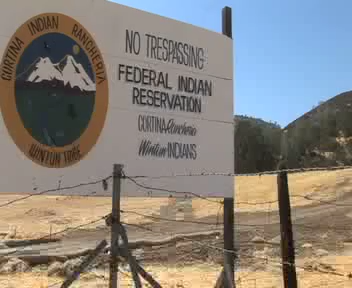 CORTINA INDIAN RANCHERIA
WINTUN TRIBE
NO TRESPASSING
FEDERAL INDIAN
RESERVATION
CORTINA Rancheria
Wintun INDIANS